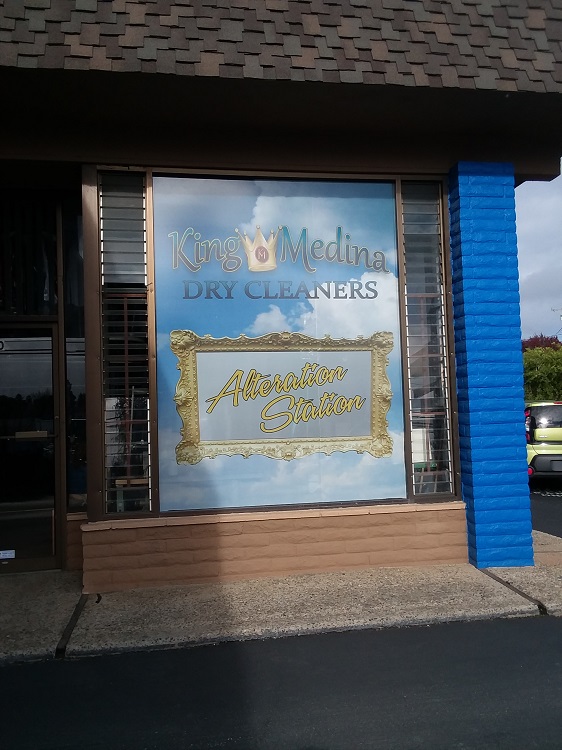 King Medina
DRY CLEANERS
Alteration
Station